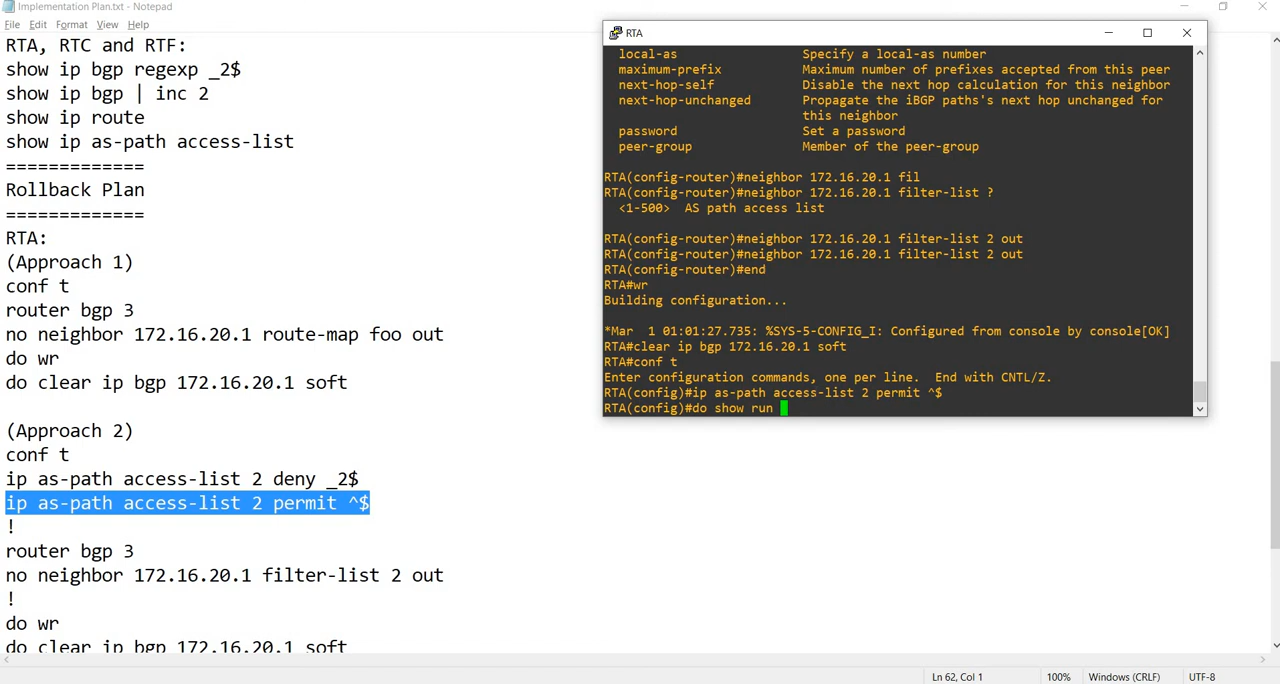 Implementation Plan.txt - Notepad
File Edit Format View Help
RTA, RTC and RTF:
show ip bgp regexp _2$
show ip bgp | inc 2
show ip route
show ip as-path access-list
=============
Rollback Plan
=============
RTA:
(Approach 1)
conf t
router bgp 3
no neighbor 172.16.20.1 route-map foo out
do wr
do clear ip bgp 172.16.20.1 soft
(Approach 2)
conf t
ip as-path access-list 2 deny _2$
ip as-path access-list 2 permit ^$
!
router bgp 3
no neighbor 172.16.20.1 filter-list 2 out
!
do wr
do clear ip bgp 172.16.20.1 soft
RTA
local-as Specify a local-as number
maximum-prefix Maximum number of prefixes accepted from this peer
next-hop-self Disable the next hop calculation for this neighbor
next-hop-unchanged Propagate the iBGP paths's next hop unchanged for
this neighbor
password Set a password
peer-group Member of the peer-group
RTA(config-router)#neighbor 172.16.20.1 fil
RTA(config-router)#neighbor 172.16.20.1 filter-list ?
<1-500> AS path access list
RTA(config-router)#neighbor 172.16.20.1 filter-list 2 out
RTA(config-router)#neighbor 172.16.20.1 filter-list 2 out
RTA(config-router)#end
RTA#wr
Building configuration...
*Mar 1 01:01:27.735: %SYS-5-CONFIG_I: Configured from console by console[OK]
RTA#clear ip bgp 172.16.20.1 soft
RTA#conf t
Enter configuration commands, one per line. End with CNTL/Z.
RTA(config)#ip as-path access-list 2 permit ^$
RTA(config)#do show run
Ln 62, Col 1 100% Windows (CRLF) UTF-8